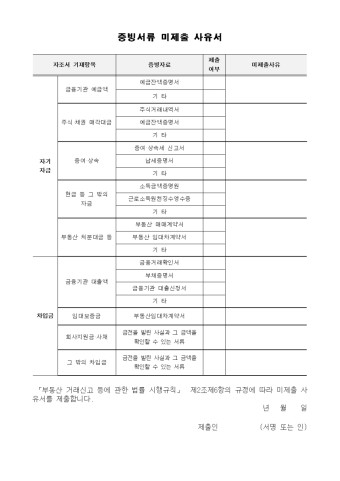 증빙서류 미제출 사유서
자조서 기재항목 증빙자료 제출 여부 미제출사유
자기 자금
금융기관 예금액
예금잔액증명서
기 타
주식·채권 매각대금
주식거래내역서
예금잔액증명서
기 타
증여·상속
증여·상속세 신고서
납세증명서
기 타
현금 등 그 밖의 자금
소득금액증명원
근로소득원천징수영수증
기 타
부동산 처분대금 등
부동산 매매계약서
부동산 임대차계약서
기 타
차입금
금융기관 대출액
금융거래확인서
부채증명서
금융기관 대출신청서
기 타
임대보증금
부동산임대차계약서
회사지원금·사채
금전을 빌린 사실과 그 금액을
확인할 수 있는 서류
그 밖의 차입금
금전을 빌린 사실과 그 금액을
확인할 수 있는 서류
「부동산 거래신고 등에 관한 법률 시행규칙」 제2조제6항의 규정에 따라 미제출 사
유서를 제출합니다.
년 월 일
제출인 (서명 또는 인)